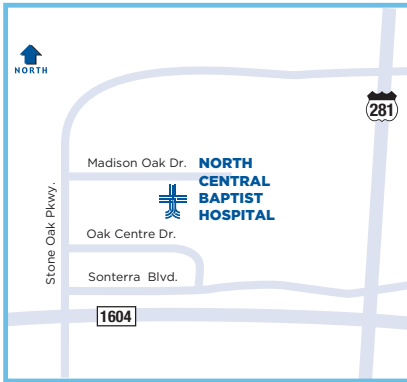 NORTH
281
Madison Oak Dr.
NORTH
CENTRAL
BAPTIST
HOSPITAL
Stone Oak Pkwy.
Oak Centre Dr.
Sonterra Blvd.
1604